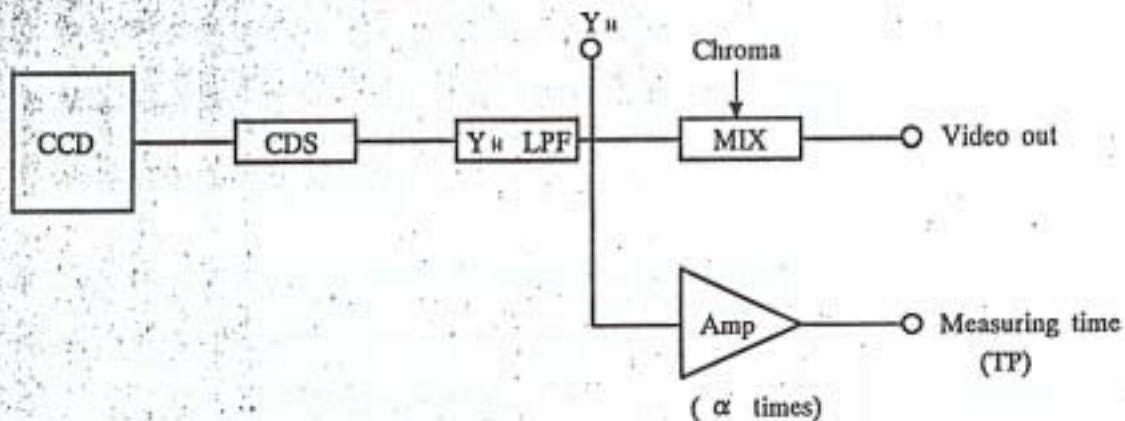 Y H
Chroma
CCD
CDS
Y H LPF
MIX
Video out
Amp
Measuring time
(TP)
( α times)